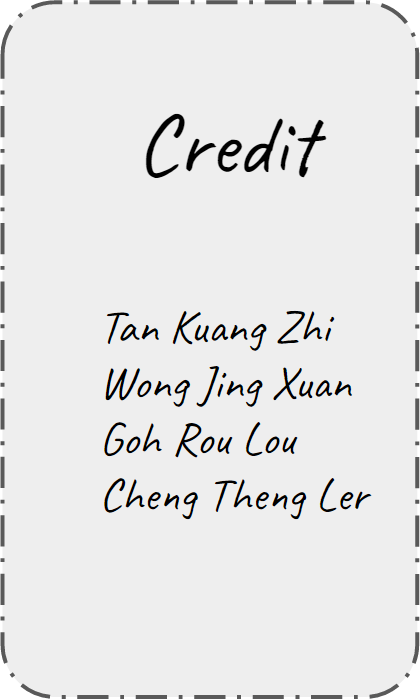 Credit
Tan Kuang Zhi
Wong Jing Xuan
Goh Rou Lou
Cheng Theng Ler